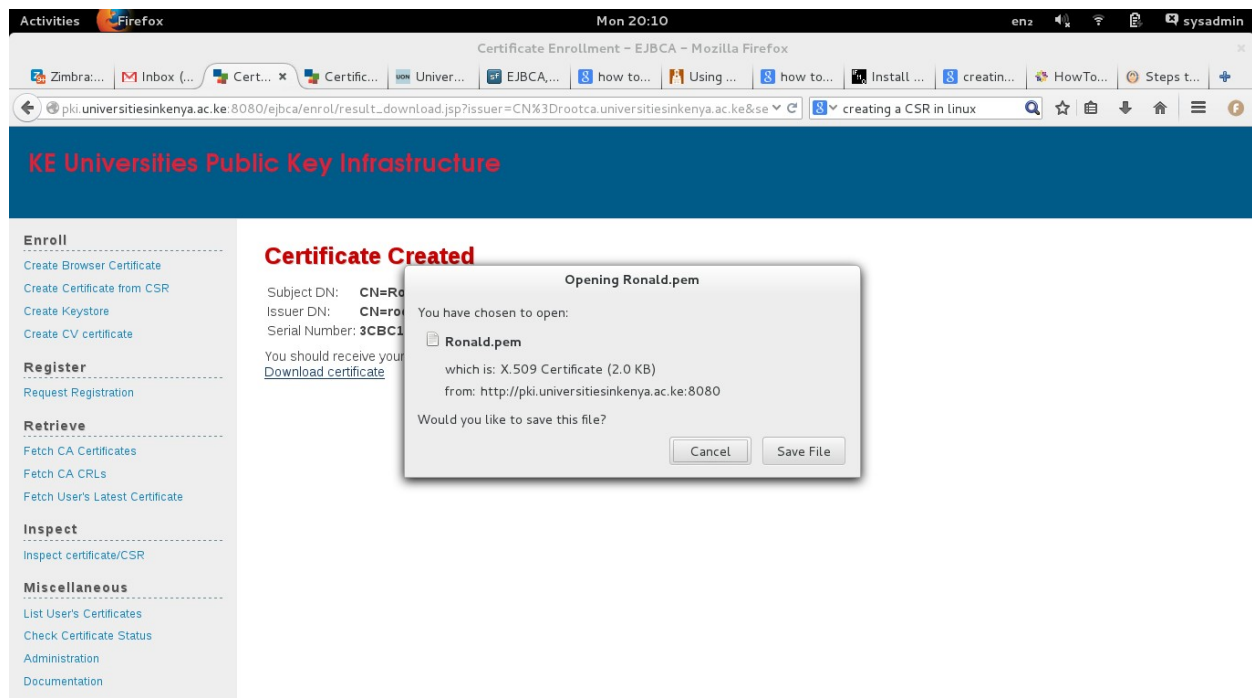 Activities Firefox Mon 20:10 en2 sysadmin
Certificate Enrollment – EJBCA – Mozilla Firefox
Zimbra:... Inbox (... Cert... Certific... UON Univer... EJBCA,... how to... Using ... how to... Install ... creatin... HowTo... Steps t...
pki.universitiesinkenya.ac.ke:8080/ejbca/enrol/result_download.jsp?issuer=CN%3Drootca.universitiesinkenya.ac.ke&se creating a CSR in linux
KE Universities Public Key Infrastructure
Enroll
Create Browser Certificate
Create Certificate from CSR
Create Keystore
Create CV certificate
Register
Request Registration
Retrieve
Fetch CA Certificates
Fetch CA CRLs
Fetch User's Latest Certificate
Inspect
Inspect certificate/CSR
Miscellaneous
List User's Certificates
Check Certificate Status
Administration
Documentation
Certificate Created
Subject DN: CN=Ro
Issuer DN: CN=ro
Serial Number: 3CBC1
You should receive your
Download certificate
Opening Ronald.pem
You have chosen to open:
Ronald.pem
which is: X.509 Certificate (2.0 KB)
from: http://pki.universitiesinkenya.ac.ke:8080
Would you like to save this file?
Cancel Save File